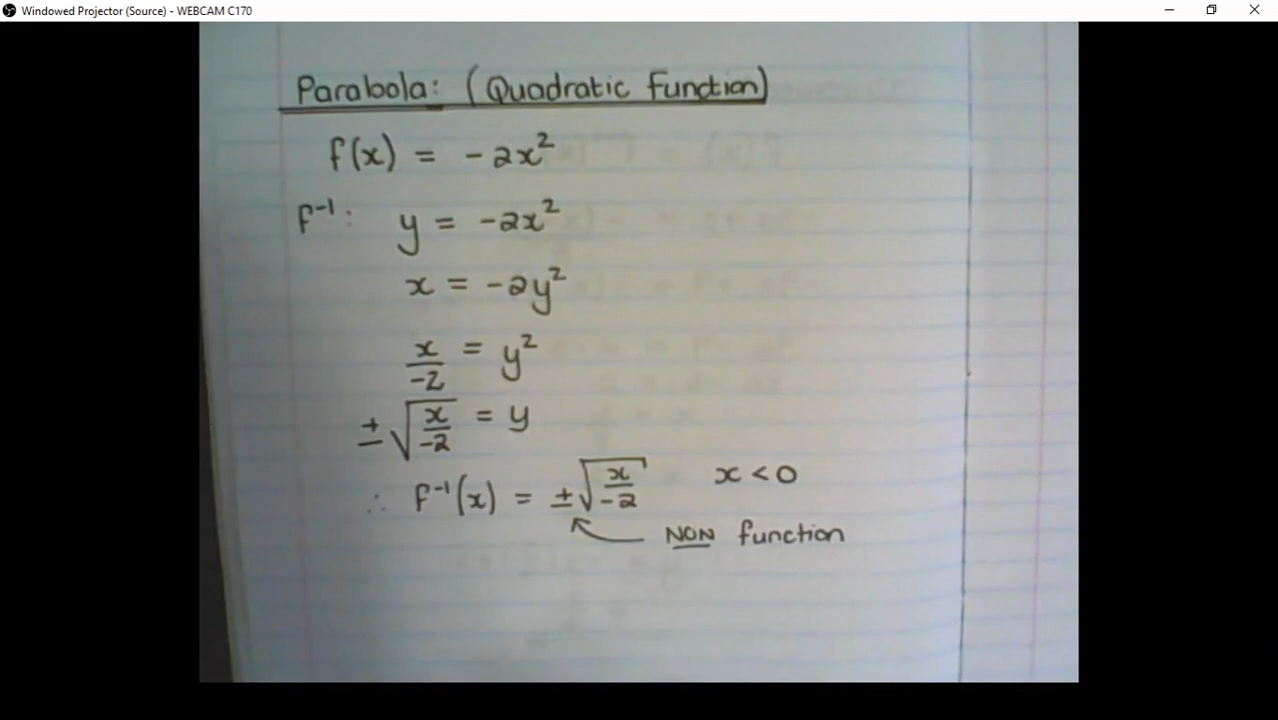 Windowed Projector (Source) - WEBCAM C170
Parabola: (Quadratic Function)
f(x) = -2x²
f⁻¹: y = -2x²
x = -2y²
x/-2 = y²
±√(x/-2) = y
∴ f⁻¹(x) = ±√(x/-2) x < 0
NON function